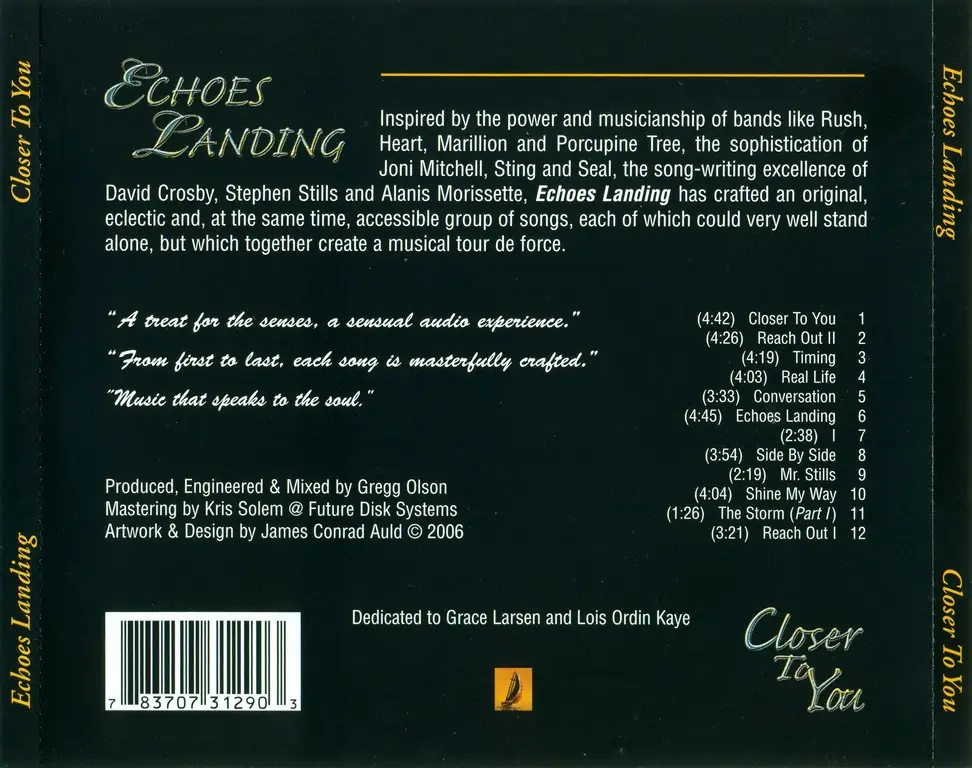 Closer To You
Echoes Landing
Echoes
Landing
Inspired by the power and musicianship of bands like Rush,
Heart, Marillion and Porcupine Tree, the sophistication of
Joni Mitchell, Sting and Seal, the song-writing excellence of
David Crosby, Stephen Stills and Alanis Morissette, Echoes Landing has crafted an original,
eclectic and, at the same time, accessible group of songs, each of which could very well stand
alone, but which together create a musical tour de force.
"A treat for the senses, a sensual audio experience."
"From first to last, each song is masterfully crafted."
"Music that speaks to the soul."
(4:42) Closer To You 1
(4:26) Reach Out II 2
(4:19) Timing 3
(4:03) Real Life 4
(3:33) Conversation 5
(4:45) Echoes Landing 6
(2:38) I 7
(3:54) Side By Side 8
(2:19) Mr. Stills 9
(4:04) Shine My Way 10
(1:26) The Storm (Part I) 11
(3:21) Reach Out I 12
Produced, Engineered & Mixed by Gregg Olson
Mastering by Kris Solem @ Future Disk Systems
Artwork & Design by James Conrad Auld © 2006
Dedicated to Grace Larsen and Lois Ordin Kaye
7 83707 31290 3
Closer
To
You
Echoes Landing
Closer To You